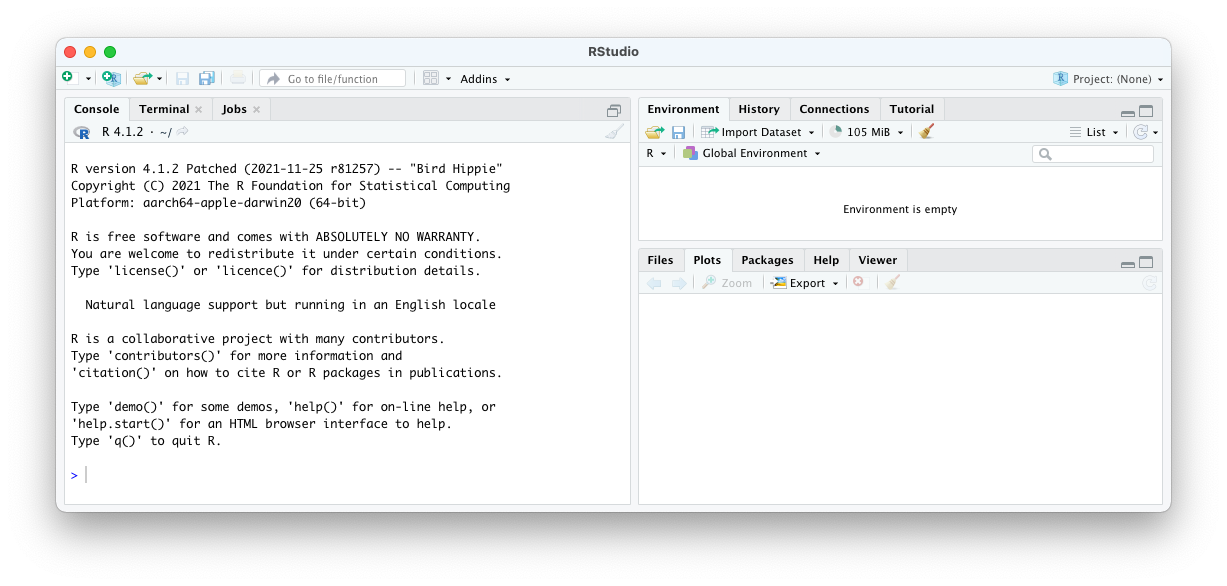 RStudio
Go to file/function
Addins
Project: (None)
Console Terminal Jobs
R 4.1.2 · ~/
R version 4.1.2 Patched (2021-11-25 r81257) -- "Bird Hippie"
Copyright (C) 2021 The R Foundation for Statistical Computing
Platform: aarch64-apple-darwin20 (64-bit)
R is free software and comes with ABSOLUTELY NO WARRANTY.
You are welcome to redistribute it under certain conditions.
Type 'license()' or 'licence()' for distribution details.
Natural language support but running in an English locale
R is a collaborative project with many contributors.
Type 'contributors()' for more information and
'citation()' on how to cite R or R packages in publications.
Type 'demo()' for some demos, 'help()' for on-line help, or
'help.start()' for an HTML browser interface to help.
Type 'q()' to quit R.
>
Environment History Connections Tutorial
Import Dataset 105 MiB List
R Global Environment
Environment is empty
Files Plots Packages Help Viewer
Zoom Export